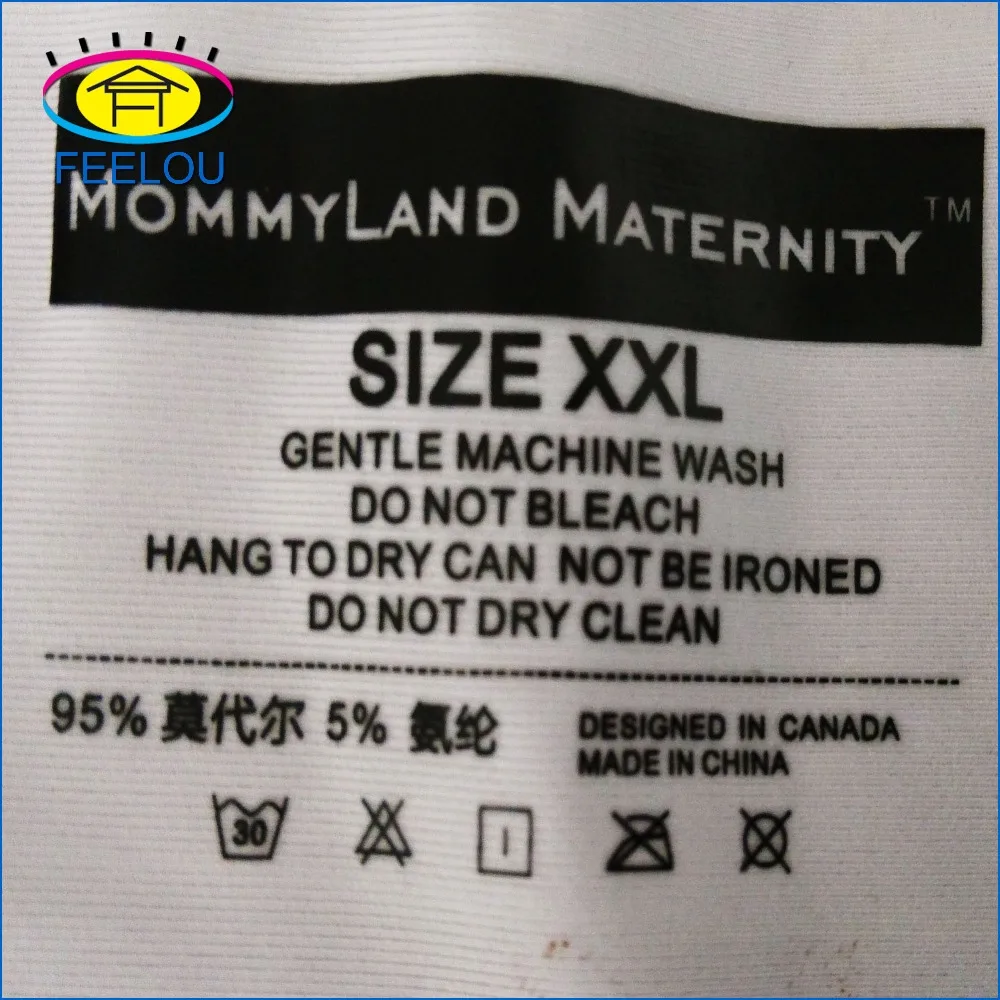 FEELOU
MOMMYLAND MATERNITY™
SIZE XXL
GENTLE MACHINE WASH
DO NOT BLEACH
HANG TO DRY CAN NOT BE IRONED
DO NOT DRY CLEAN
95% 莫代尔 5% 氨纶
DESIGNED IN CANADA
MADE IN CHINA
30